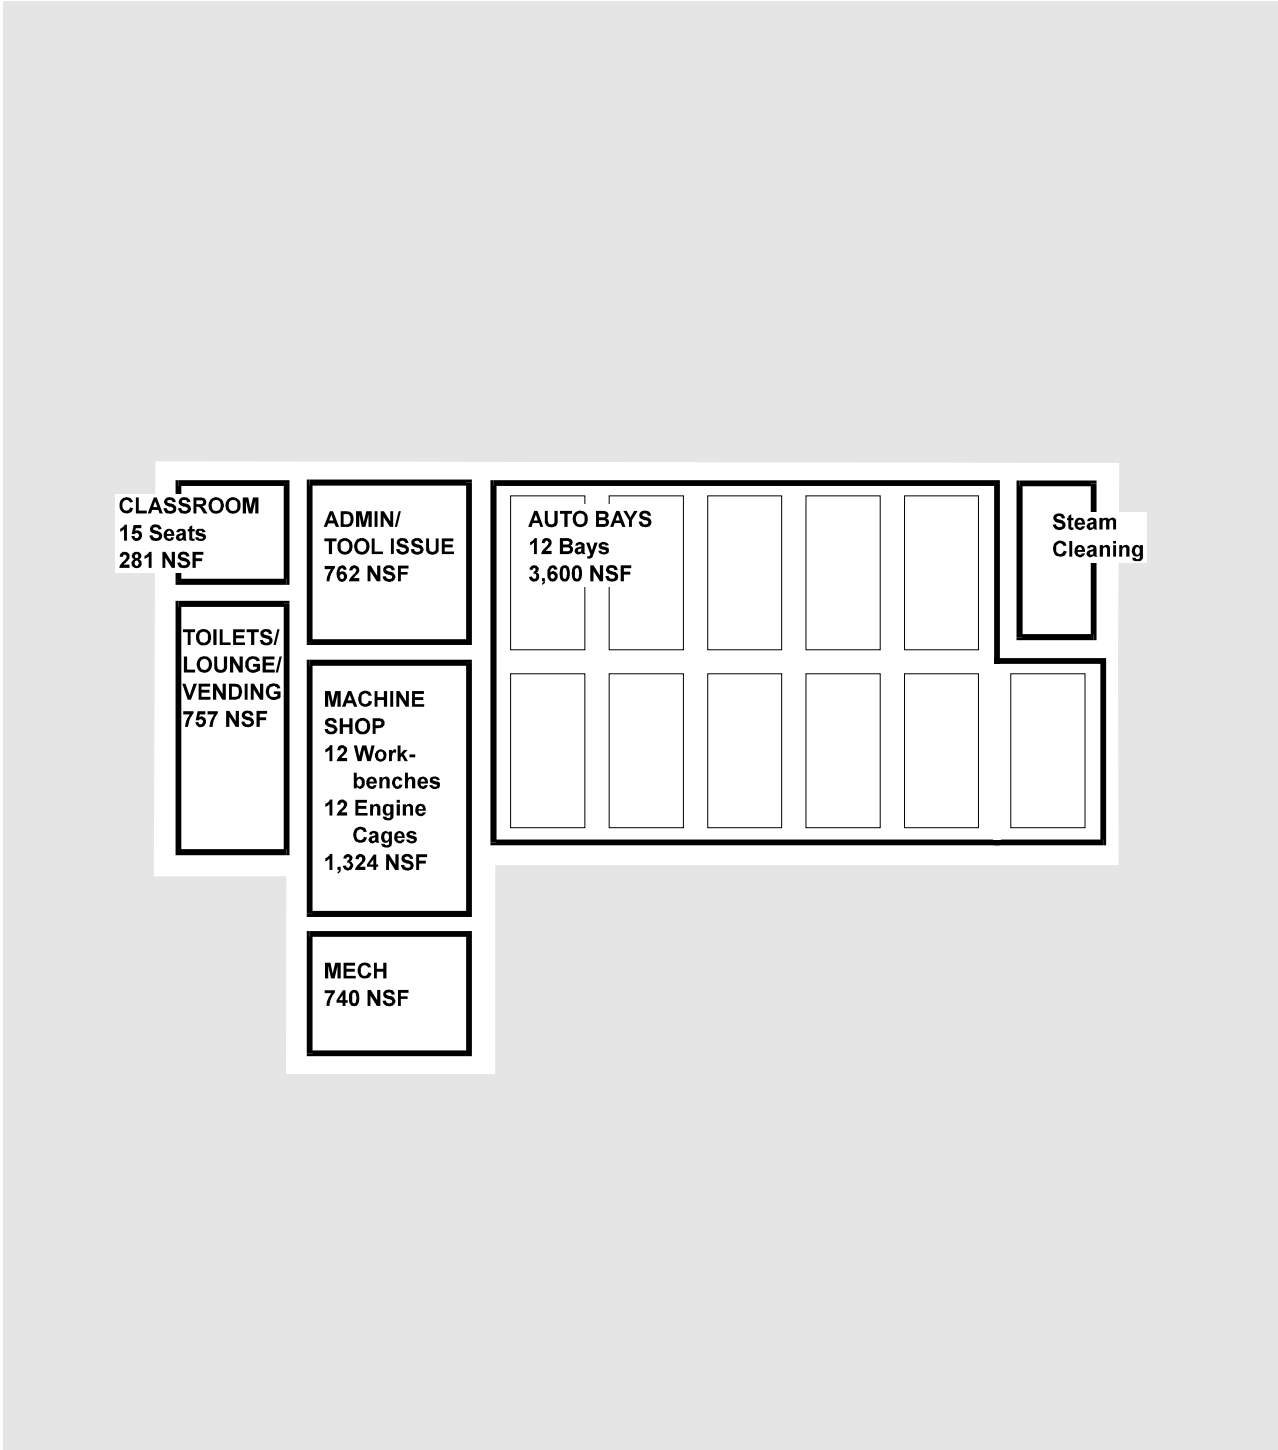 CLASSROOM
15 Seats
281 NSF
TOILETS/
LOUNGE/
VENDING
757 NSF
ADMIN/
TOOL ISSUE
762 NSF
MACHINE
SHOP
12 Work-
benches
12 Engine
Cages
1,324 NSF
MECH
740 NSF
AUTO BAYS
12 Bays
3,600 NSF
Steam
Cleaning